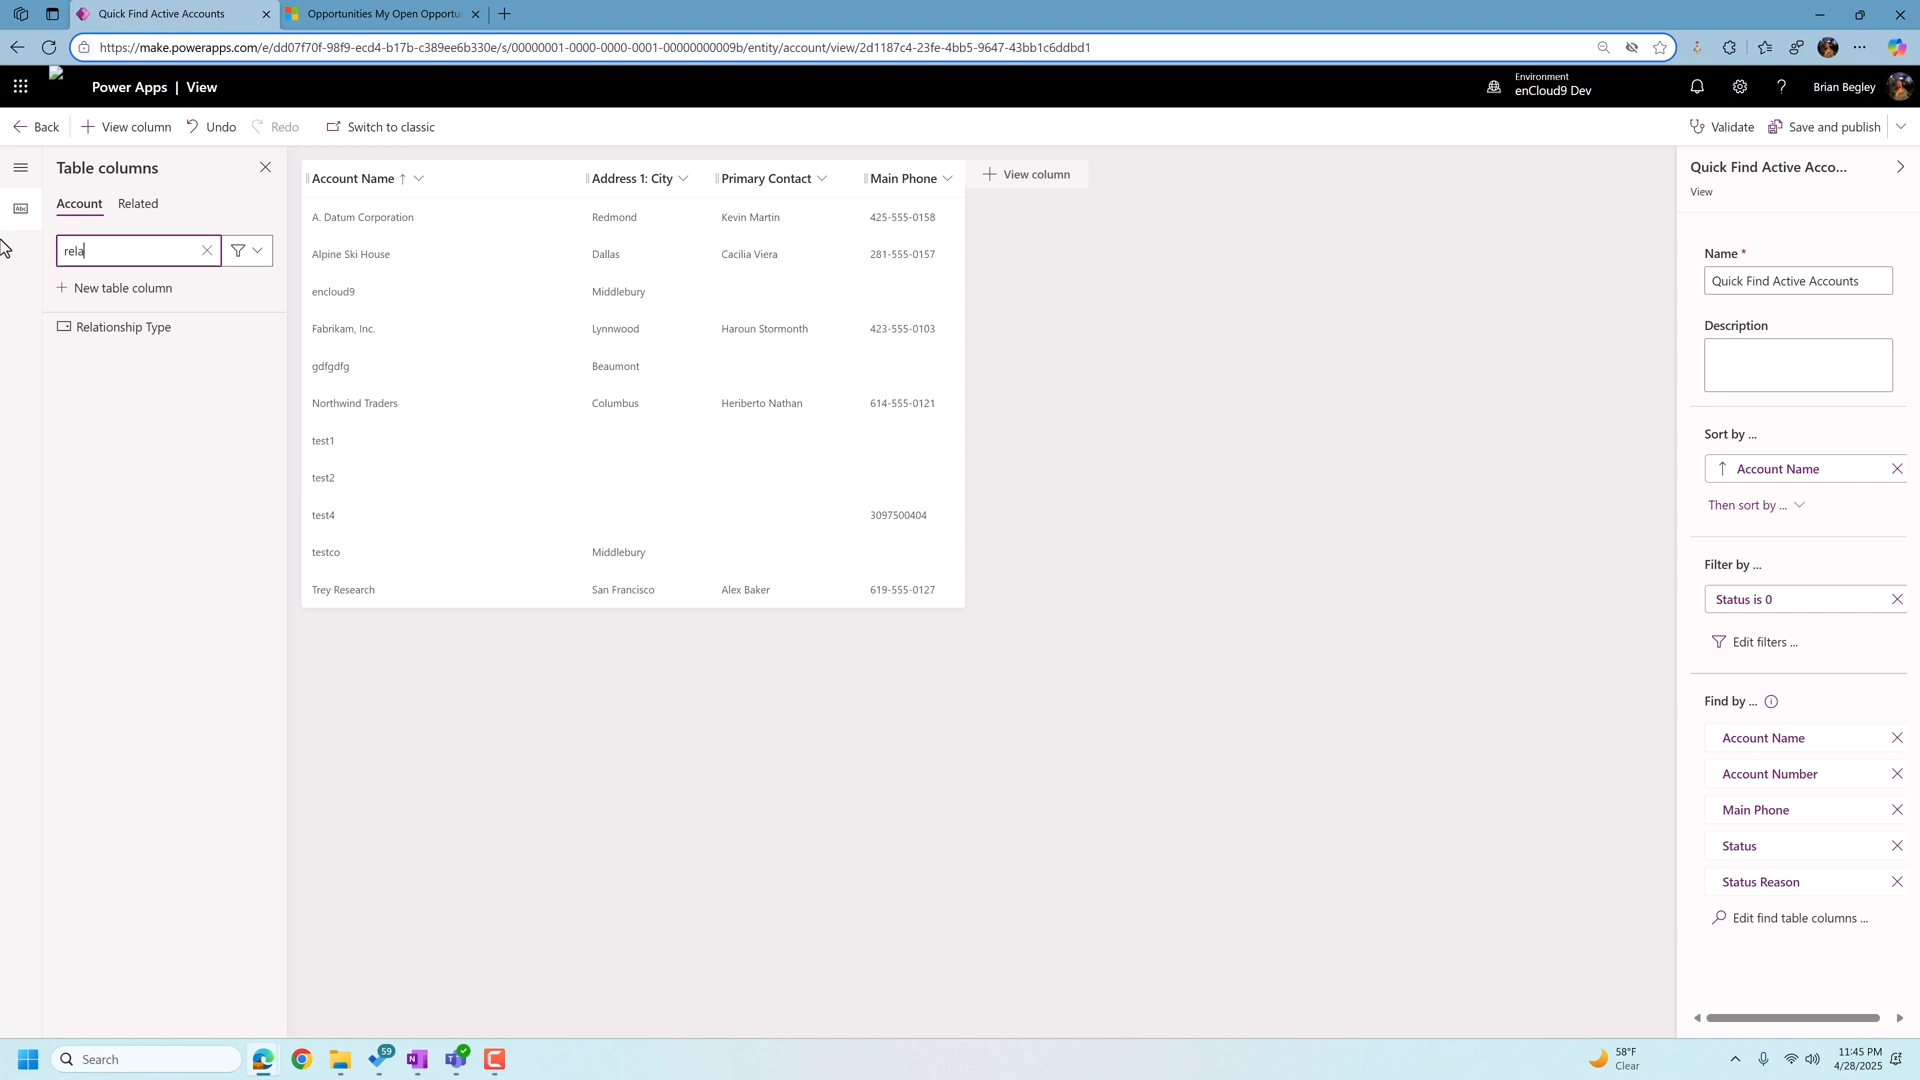 Quick Find Active Accounts
Opportunities My Open Opportu
https://make.powerapps.com/e/dd07f70f-98f9-ecd4-b17b-c389ee6b330e/s/00000001-0000-0000-0001-00000000009b/entity/account/view/2d1187c4-23fe-4bb5-9647-43bb1c6ddbd1
Power Apps | View
Environment
enCloud9 Dev
Brian Begley
Back
View column
Undo
Redo
Switch to classic
Validate
Save and publish
Table columns
Account
Related
rela
New table column
Relationship Type
Abc
Account Name
Address 1: City
Primary Contact
Main Phone
View column
A. Datum Corporation
Redmond
Kevin Martin
425-555-0158
Alpine Ski House
Dallas
Cacilia Viera
281-555-0157
encloud9
Middlebury
Fabrikam, Inc.
Lynnwood
Haroun Stormonth
423-555-0103
gdfgdfg
Beaumont
Northwind Traders
Columbus
Heriberto Nathan
614-555-0121
test1
test2
test4
3097500404
testco
Middlebury
Trey Research
San Francisco
Alex Baker
619-555-0127
Quick Find Active Acco...
View
Name *
Quick Find Active Accounts
Description
Sort by ...
Account Name
Then sort by ...
Filter by ...
Status is 0
Edit filters ...
Find by ...
Account Name
Account Number
Main Phone
Status
Status Reason
Edit find table columns ...
Search
59
58°F
Clear
11:45 PM
4/28/2025